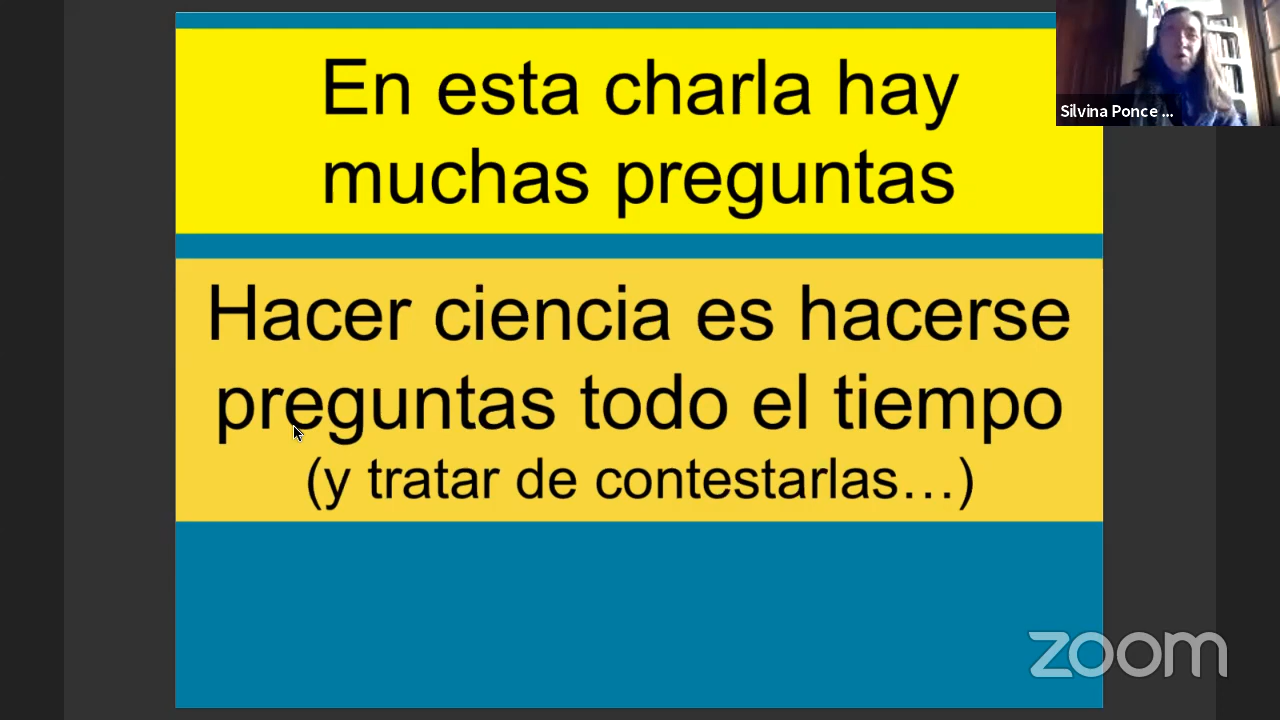 En esta charla hay
muchas preguntas
Hacer ciencia es hacerse
preguntas todo el tiempo
(y tratar de contestarlas…)
Silvina Ponce ...
zoom